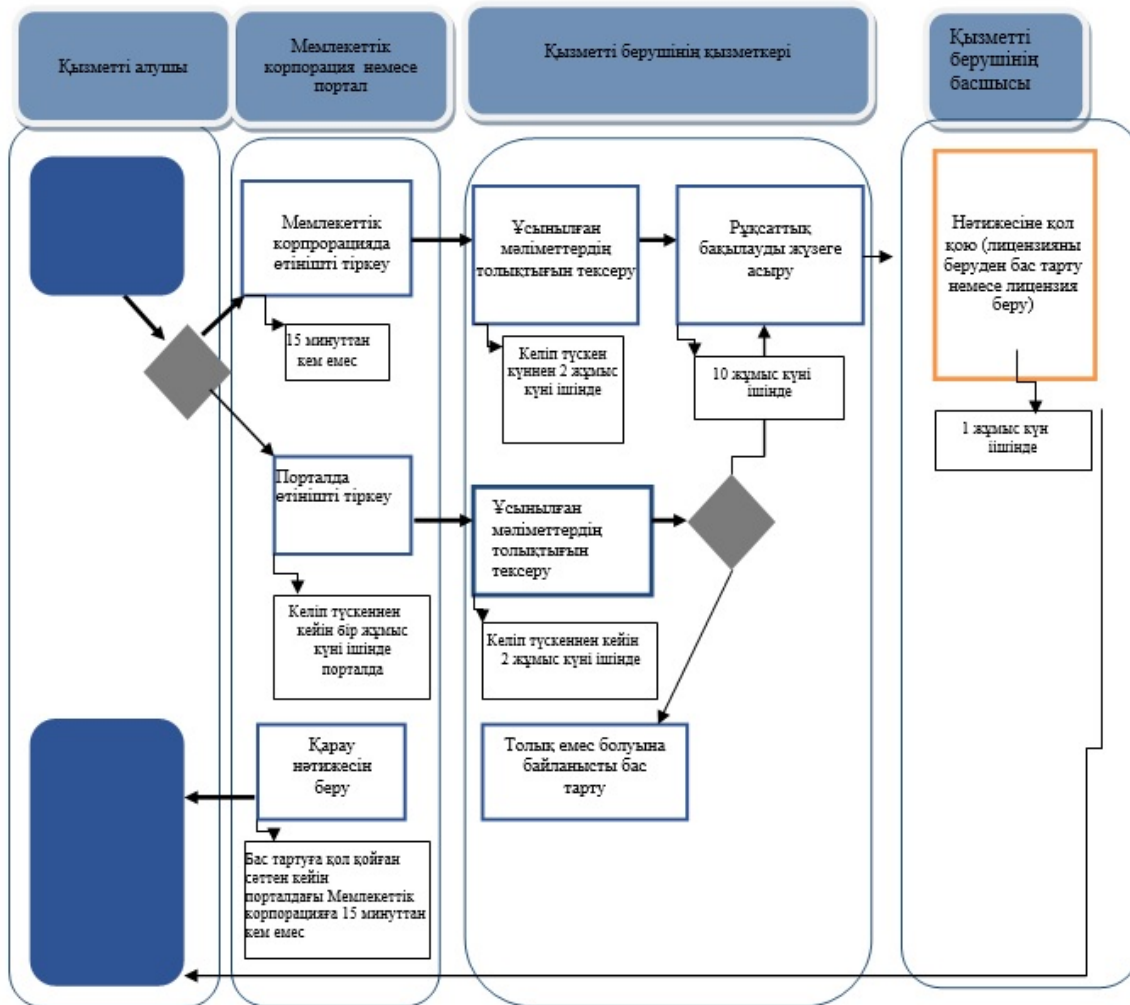 Қызметті алушы
Мемлекеттік
корпорация немесе
портал
Қызметті берушінің қызметкері
Қызметті
берушінің
басшысы
Мемлекеттік
корпрорацияда
өтінішті тіркеу
15 минуттан
кем емес
Ұсынылған
мәліметтердің
толықтығын тексеру
Келіп түскен
күннен 2 жұмыс
күні ішінде
Рұқсаттық
бақылауды жүзеге
асыру
10 жұмыс күні
ішінде
Нәтижесіне қол
қою (лицензияны
беруден бас тарту
немесе лицензия
беру)
1 жұмыс күн
іішінде
Порталда
өтінішті тіркеу
Келіп түскеннен
кейін бір жұмыс
күні ішінде
порталда
Ұсынылған
мәліметтердің
толықтығын
тексеру
Келіп түскеннен кейін
2 жұмыс күні ішінде
Қарау
нәтижесін
беру
Бас тартуға қол қойған
сәттен кейін
порталдағы Мемлекеттік
корпорацияға 15 минуттан
кем емес
Толық емес болуына
байланысты бас
тарту